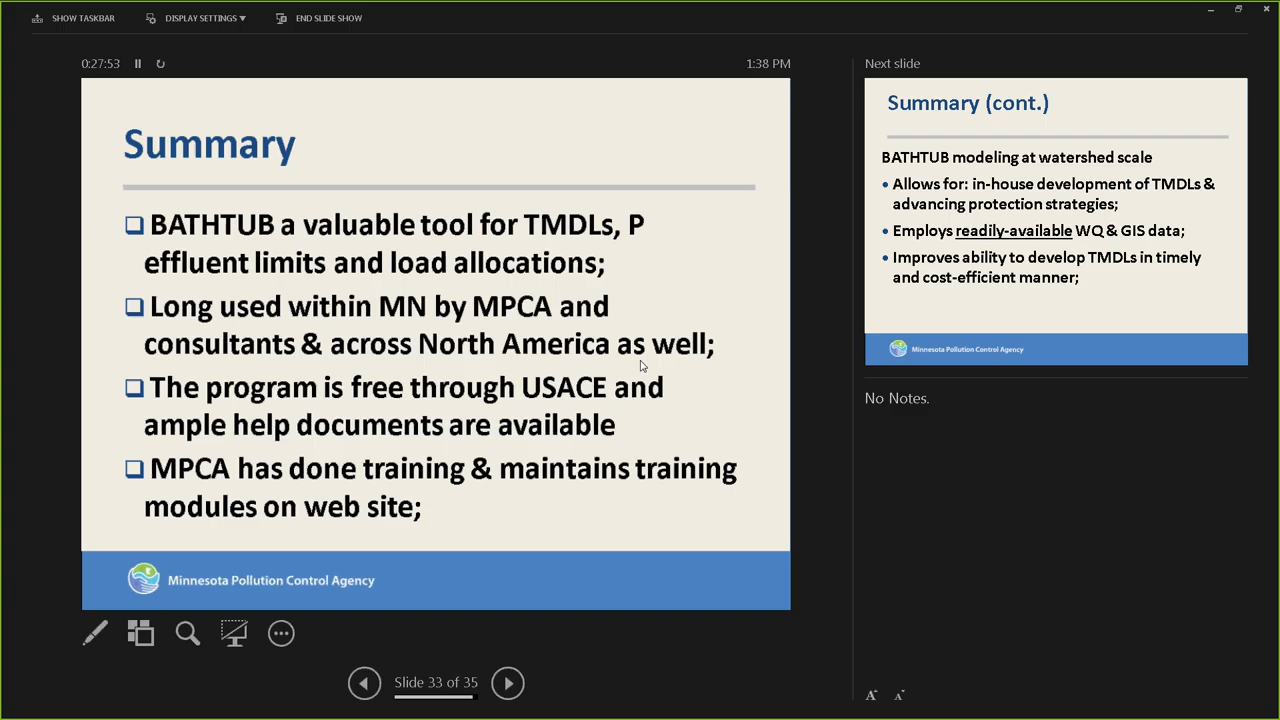 SHOW TASKBAR
DISPLAY SETTINGS
END SLIDE SHOW
0:27:53
1:38 PM
Summary
BATHTUB a valuable tool for TMDLs, P
effluent limits and load allocations;
Long used within MN by MPCA and
consultants & across North America as well;
The program is free through USACE and
ample help documents are available
MPCA has done training & maintains training
modules on web site;
Minnesota Pollution Control Agency
Slide 33 of 35
Next slide
Summary (cont.)
BATHTUB modeling at watershed scale
• Allows for: in-house development of TMDLs &
advancing protection strategies;
• Employs readily-available WQ & GIS data;
• Improves ability to develop TMDLs in timely
and cost-efficient manner;
Minnesota Pollution Control Agency
No Notes.
A A